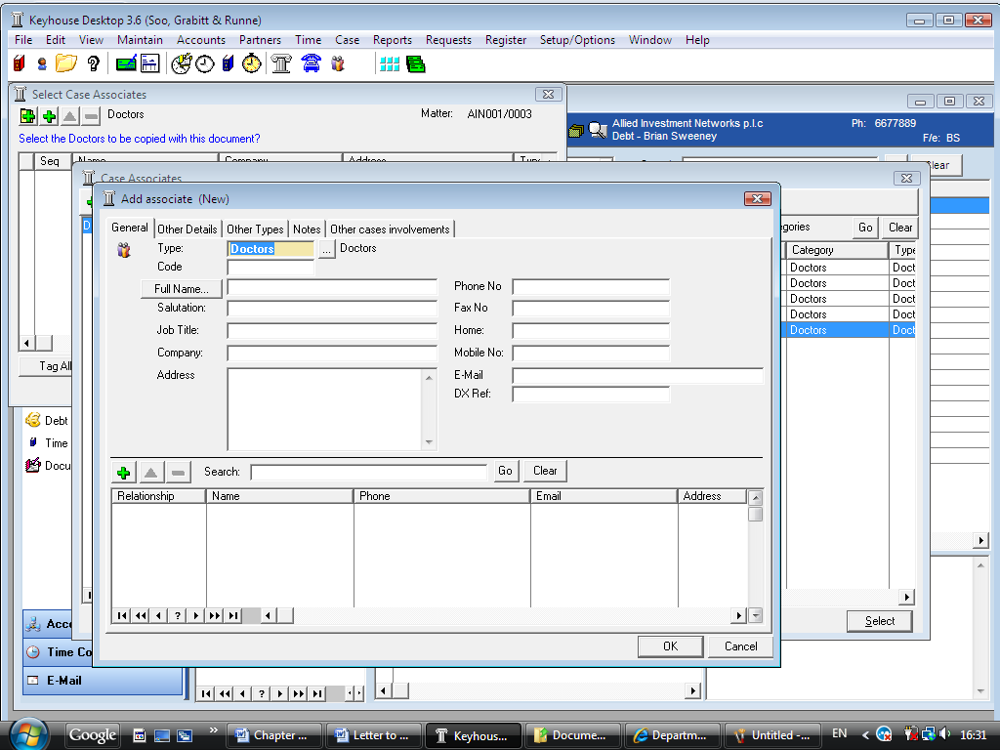 Keyhouse Desktop 3.6 (Soo, Grabitt & Runne)
File Edit View Maintain Accounts Partners Time Case Reports Requests Register Setup/Options Window Help
Select Case Associates
Doctors
Matter: AIN001/0003
Select the Doctors to be copied with this document?
Seq Name Company Address Type
Allied Investment Networks p.l.c
Ph: 6677889
Debt - Brian Sweeney
F/e: BS
Clear
Case Associates
Add associate (New)
General Other Details Other Types Notes Other cases involvements
Type: Doctors ... Doctors
Code
Full Name...
Salutation:
Job Title:
Company:
Address
Phone No
Fax No
Home:
Mobile No:
E-Mail
DX Ref:
Search: Go Clear
Relationship Name Phone Email Address
OK Cancel
Go Clear
Category Type
Doctors Doct
Doctors Doct
Doctors Doct
Doctors Doct
Doctors Doct
Select
Tag All
Debt
Time
Docu
Acc
Time Co
E-Mail
Google
Chapter ...
Letter to ...
Keyhous...
Docume...
Departm...
Untitled -...
EN
16:31